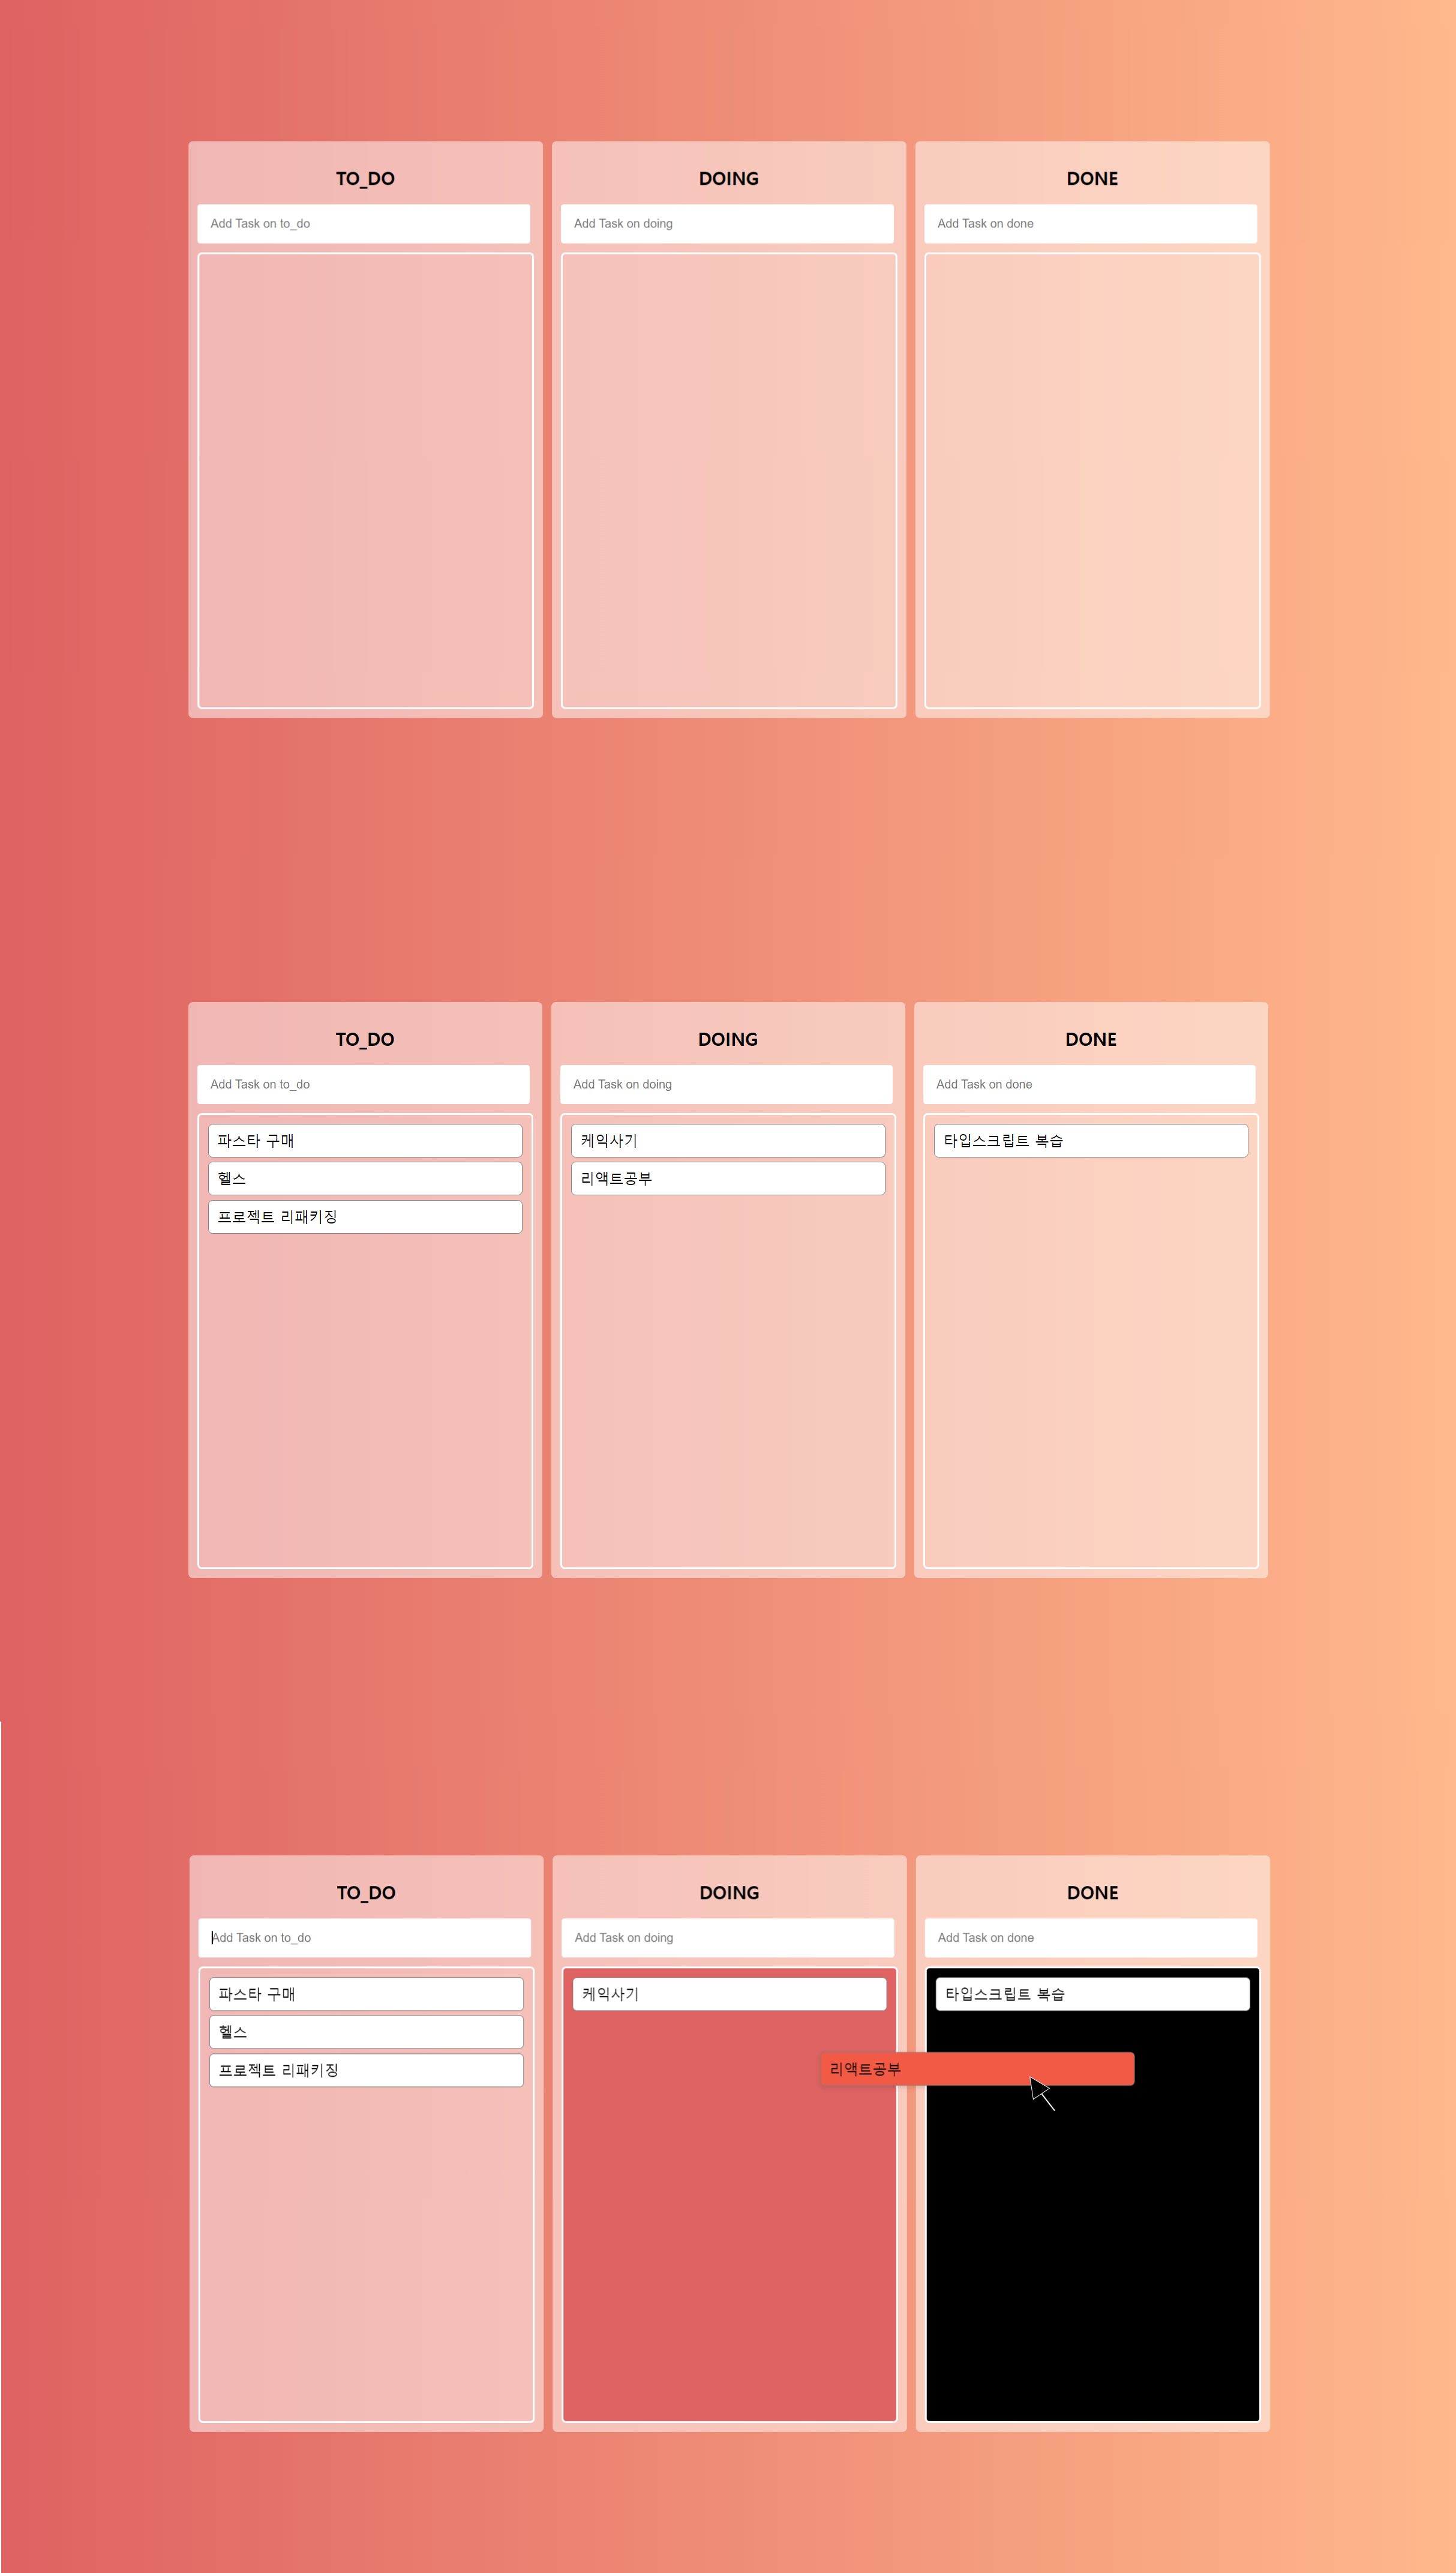 TO_DO
DOING
DONE
Add Task on to_do
Add Task on doing
Add Task on done
TO_DO
DOING
DONE
Add Task on to_do
Add Task on doing
Add Task on done
파스타 구매
케익사기
타입스크립트 복습
헬스
리액트공부
프로젝트 리패키징
TO_DO
DOING
DONE
Add Task on to_do
Add Task on doing
Add Task on done
파스타 구매
케익사기
타입스크립트 복습
헬스
프로젝트 리패키징
리액트공부